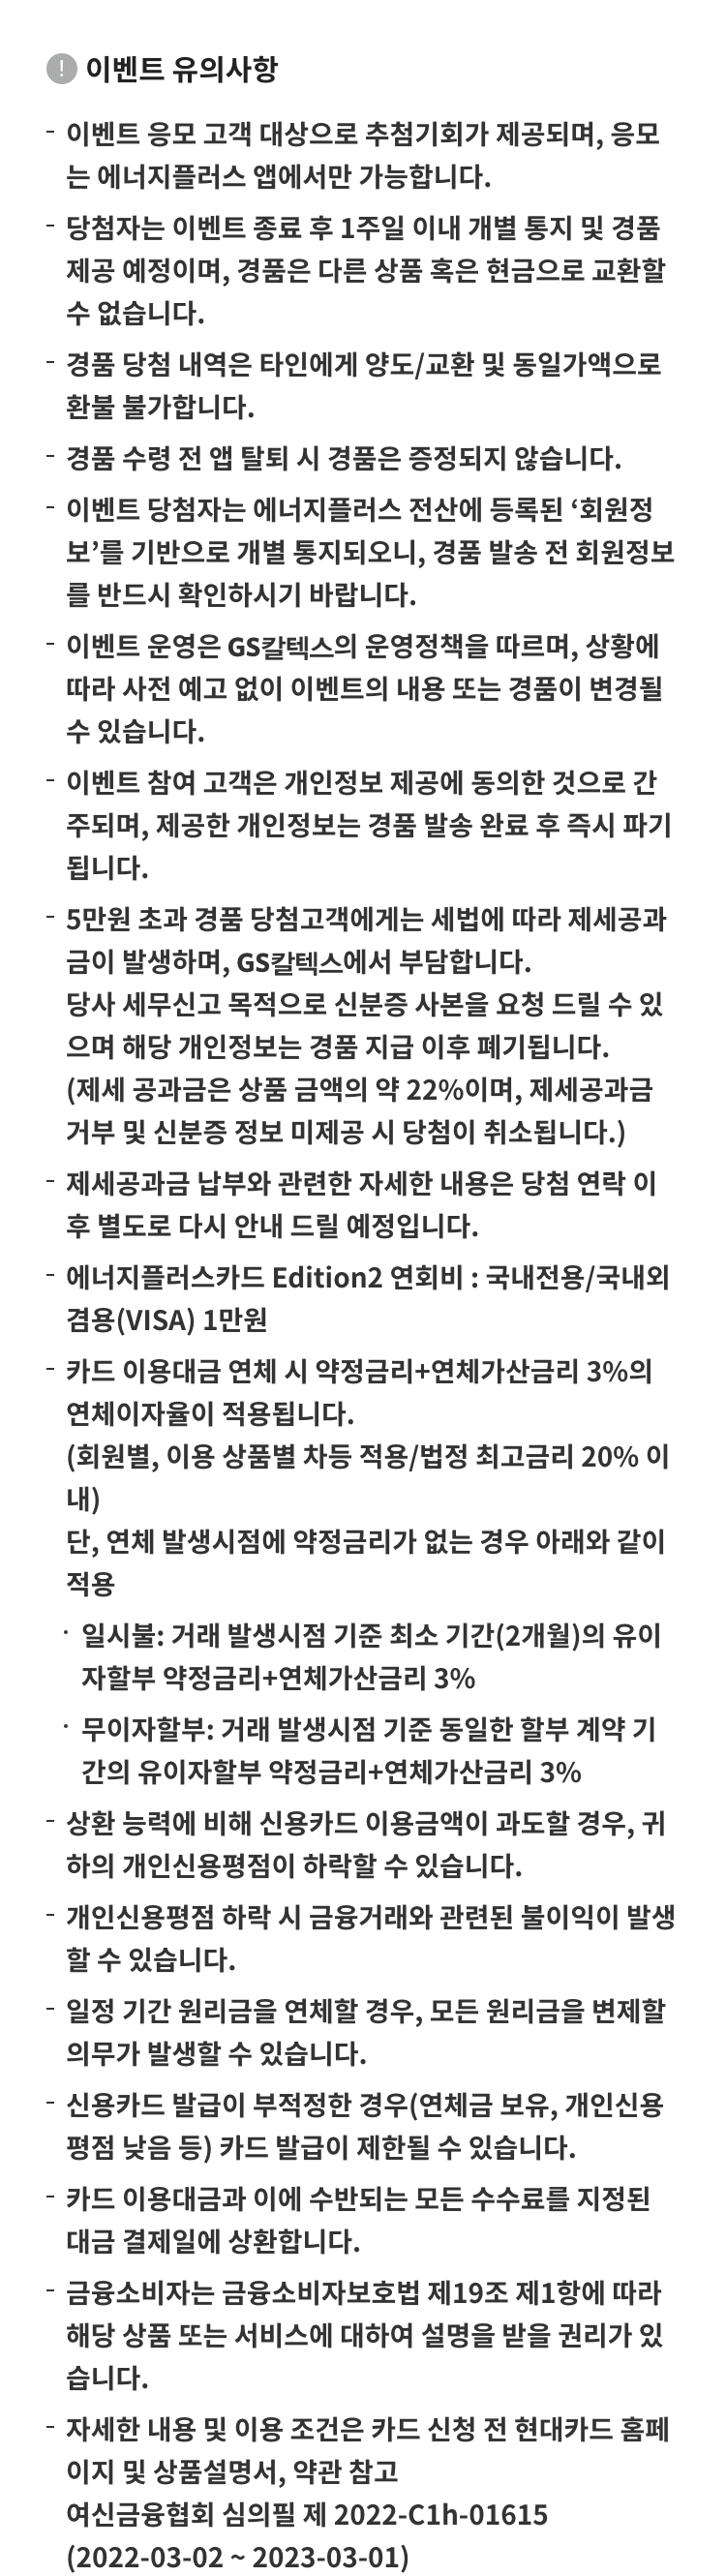 ! 이벤트 유의사항
- 이벤트 응모 고객 대상으로 추첨기회가 제공되며, 응모
는 에너지플러스 앱에서만 가능합니다.
- 당첨자는 이벤트 종료 후 1주일 이내 개별 통지 및 경품
제공 예정이며, 경품은 다른 상품 혹은 현금으로 교환할
수 없습니다.
- 경품 당첨 내역은 타인에게 양도/교환 및 동일가액으로
환불 불가합니다.
- 경품 수령 전 앱 탈퇴 시 경품은 증정되지 않습니다.
- 이벤트 당첨자는 에너지플러스 전산에 등록된 ‘회원정
보’를 기반으로 개별 통지되오니, 경품 발송 전 회원정보
를 반드시 확인하시기 바랍니다.
- 이벤트 운영은 GS칼텍스의 운영정책을 따르며, 상황에
따라 사전 예고 없이 이벤트의 내용 또는 경품이 변경될
수 있습니다.
- 이벤트 참여 고객은 개인정보 제공에 동의한 것으로 간
주되며, 제공한 개인정보는 경품 발송 완료 후 즉시 파기
됩니다.
- 5만원 초과 경품 당첨고객에게는 세법에 따라 제세공과
금이 발생하며, GS칼텍스에서 부담합니다.
당사 세무신고 목적으로 신분증 사본을 요청 드릴 수 있
으며 해당 개인정보는 경품 지급 이후 폐기됩니다.
(제세 공과금은 상품 금액의 약 22%이며, 제세공과금
거부 및 신분증 정보 미제공 시 당첨이 취소됩니다.)
- 제세공과금 납부와 관련한 자세한 내용은 당첨 연락 이
후 별도로 다시 안내 드릴 예정입니다.
- 에너지플러스카드 Edition2 연회비 : 국내전용/국내외
겸용(VISA) 1만원
- 카드 이용대금 연체 시 약정금리+연체가산금리 3%의
연체이자율이 적용됩니다.
(회원별, 이용 상품별 차등 적용/법정 최고금리 20% 이
내)
단, 연체 발생시점에 약정금리가 없는 경우 아래와 같이
적용
· 일시불: 거래 발생시점 기준 최소 기간(2개월)의 유이
자할부 약정금리+연체가산금리 3%
· 무이자할부: 거래 발생시점 기준 동일한 할부 계약 기
간의 유이자할부 약정금리+연체가산금리 3%
- 상환 능력에 비해 신용카드 이용금액이 과도할 경우, 귀
하의 개인신용평점이 하락할 수 있습니다.
- 개인신용평점 하락 시 금융거래와 관련된 불이익이 발생
할 수 있습니다.
- 일정 기간 원리금을 연체할 경우, 모든 원리금을 변제할
의무가 발생할 수 있습니다.
- 신용카드 발급이 부적정한 경우(연체금 보유, 개인신용
평점 낮음 등) 카드 발급이 제한될 수 있습니다.
- 카드 이용대금과 이에 수반되는 모든 수수료를 지정된
대금 결제일에 상환합니다.
- 금융소비자는 금융소비자보호법 제19조 제1항에 따라
해당 상품 또는 서비스에 대하여 설명을 받을 권리가 있
습니다.
- 자세한 내용 및 이용 조건은 카드 신청 전 현대카드 홈페
이지 및 상품설명서, 약관 참고
여신금융협회 심의필 제 2022-C1h-01615
(2022-03-02 ~ 2023-03-01)